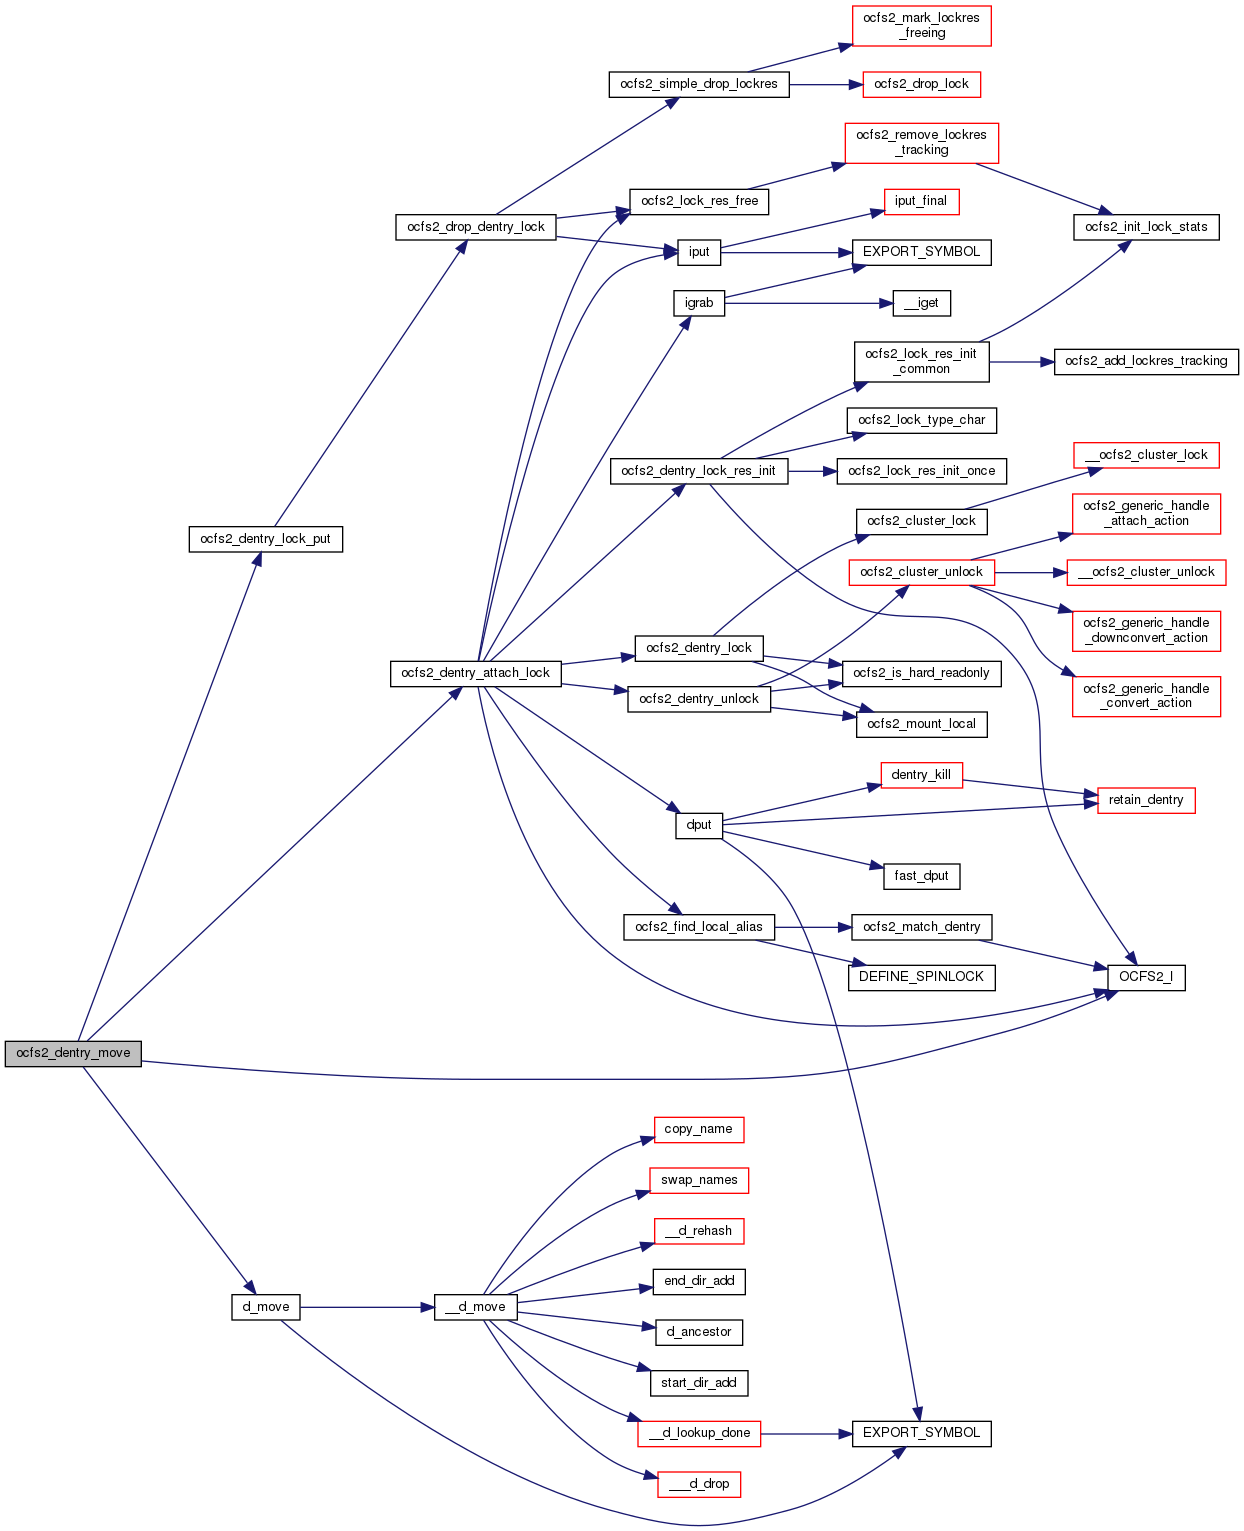 ocfs2_mark_lockres
_freeing
ocfs2_simple_drop_lockres
ocfs2_drop_lock
ocfs2_remove_lockres
_tracking
ocfs2_lock_res_free
iput_final
ocfs2_drop_dentry_lock
ocfs2_init_lock_stats
iput
EXPORT_SYMBOL
igrab
__iget
ocfs2_lock_res_init
_common
ocfs2_add_lockres_tracking
ocfs2_lock_type_char
__ocfs2_cluster_lock
ocfs2_dentry_lock_res_init
ocfs2_lock_res_init_once
ocfs2_generic_handle
_attach_action
ocfs2_cluster_lock
ocfs2_dentry_lock_put
ocfs2_cluster_unlock
__ocfs2_cluster_unlock
ocfs2_generic_handle
_downconvert_action
ocfs2_dentry_lock
ocfs2_dentry_attach_lock
ocfs2_is_hard_readonly
ocfs2_generic_handle
_convert_action
ocfs2_dentry_unlock
ocfs2_mount_local
dentry_kill
retain_dentry
dput
fast_dput
ocfs2_find_local_alias
ocfs2_match_dentry
DEFINE_SPINLOCK
OCFS2_I
ocfs2_dentry_move
copy_name
swap_names
__d_rehash
end_dir_add
d_move
__d_move
d_ancestor
start_dir_add
__d_lookup_done
EXPORT_SYMBOL
___d_drop